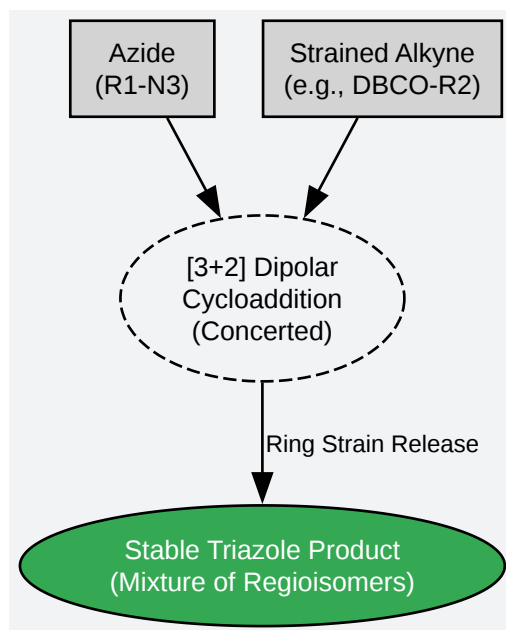 Azide
(R1-N3)
Strained Alkyne
(e.g., DBCO-R2)
[3+2] Dipolar
Cycloaddition
(Concerted)
Ring Strain Release
Stable Triazole Product
(Mixture of Regioisomers)